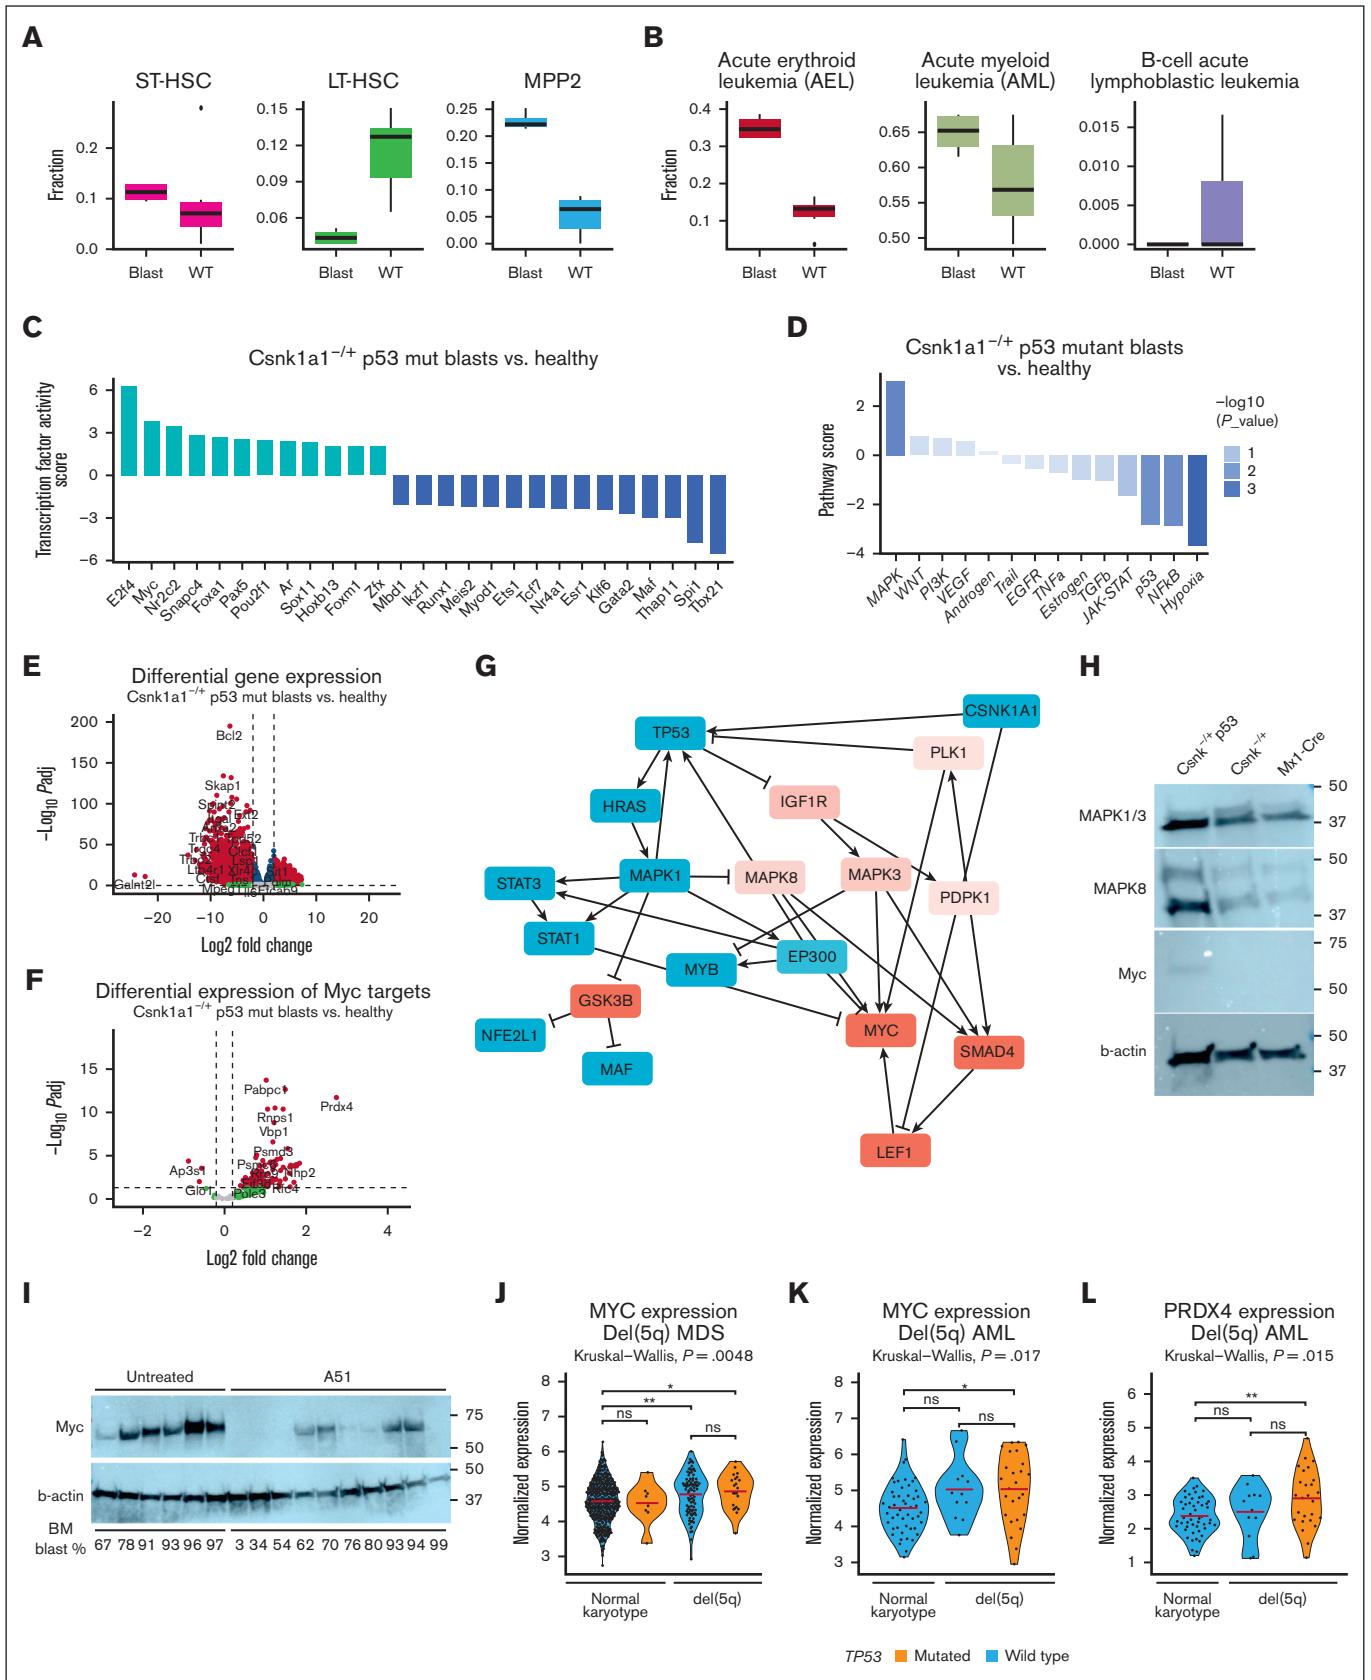 A
ST-HSC
LT-HSC
MPP2
Fraction
0.2
0.1
0.0
0.15
0.12
0.09
0.06
0.25
0.20
0.15
0.10
0.05
0.00
Blast WT
Blast WT
Blast WT
B
Acute erythroid
leukemia (AEL)
Acute myeloid
leukemia (AML)
B-cell acute
lymphoblastic leukemia
Fraction
0.4
0.3
0.2
0.1
0.65
0.60
0.55
0.50
0.015
0.010
0.005
0.000
Blast WT
Blast WT
Blast WT
C
Csnk1a1−/+ p53 mut blasts vs. healthy
Transcription factor activity
score
6
3
0
−3
−6
E2f4 Myc Nr2c2 Snapc4 Foxa1 Pax5 Pou2f1 Ar Sox11 Hoxb13 Foxm1 Zfx Mbd1 Ikzf1 Runx1 Meis2 Myod1 Ets1 Tcf7 Nr4a1 Esr1 Klf6 Gata2 Maf Thap11 Spi1 Tbx21
D
Csnk1a1−/+ p53 mutant blasts
vs. healthy
Pathway score
2
0
−2
−4
MAPK WNT PI3K VEGF Androgen Trail EGFR TNFa Estrogen TGFb JAK-STAT p53 NFkB Hypoxia
−log10
(P_value)
1
2
3
E
Differential gene expression
Csnk1a1−/+ p53 mut blasts vs. healthy
−Log10 Padj
200
150
100
50
0
Bcl2
Skap1
Galnt2l
−20 −10 0 10 20
Log2 fold change
F
Differential expression of Myc targets
Csnk1a1−/+ p53 mut blasts vs. healthy
−Log10 Padj
15
10
5
0
Pabpc1
Prdx4
Rnps1
Vbp1
Psmd3
Ap3s1
Glo1
Pole3
Rfc4
−2 0 2 4
Log2 fold change
G
CSNK1A1
TP53
PLK1
HRAS
IGF1R
STAT3
MAPK1
MAPK8
MAPK3
PDPK1
STAT1
MYB
EP300
GSK3B
NFE2L1
MYC
SMAD4
MAF
LEF1
H
Csnk−/+ p53
Csnk−/+
Mx1-Cre
MAPK1/3
50
37
MAPK8
50
37
Myc
75
50
b-actin
50
37
I
Untreated A51
Myc
75
50
b-actin
50
37
BM
blast %
67 78 91 93 96 97 3 34 54 62 70 76 80 93 94 99
J
MYC expression
Del(5q) MDS
Kruskal–Wallis, P = .0048
Normalized expression
8
7
6
5
4
3
*
**
ns
ns
Normal
karyotype
del(5q)
K
MYC expression
Del(5q) AML
Kruskal–Wallis, P = .017
Normalized expression
8
7
6
5
4
3
*
ns
ns
Normal
karyotype
del(5q)
L
PRDX4 expression
Del(5q) AML
Kruskal–Wallis, P = .015
Normalized expression
6
5
4
3
2
1
**
ns
ns
Normal
karyotype
del(5q)
TP53 Mutated Wild type